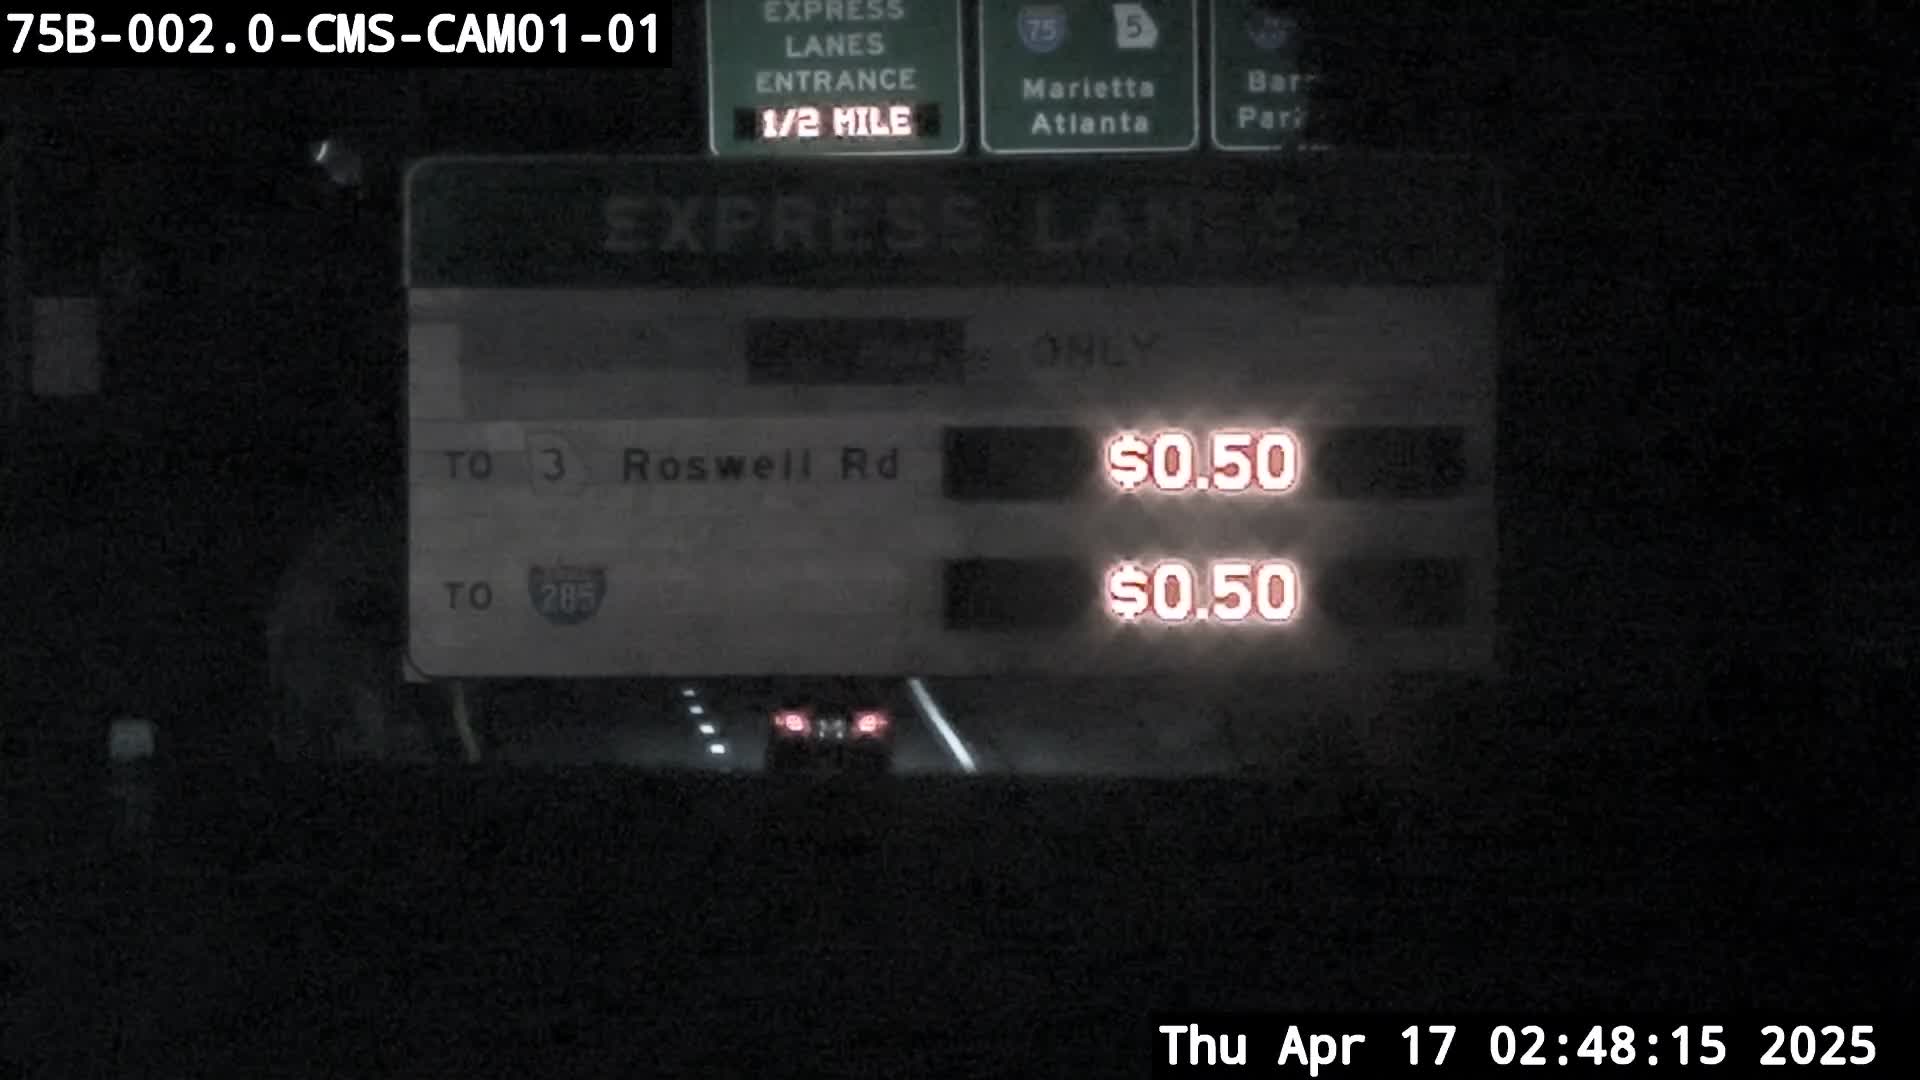 75B-002.0-CMS-CAM01-01
EXPRESS
LANES
ENTRANCE
1/2 MILE
75 5
Marietta
Atlanta
EXPRESS LANES
ONLY
TO 3 Roswell Rd $0.50
TO 285 $0.50
Thu Apr 17 02:48:15 2025